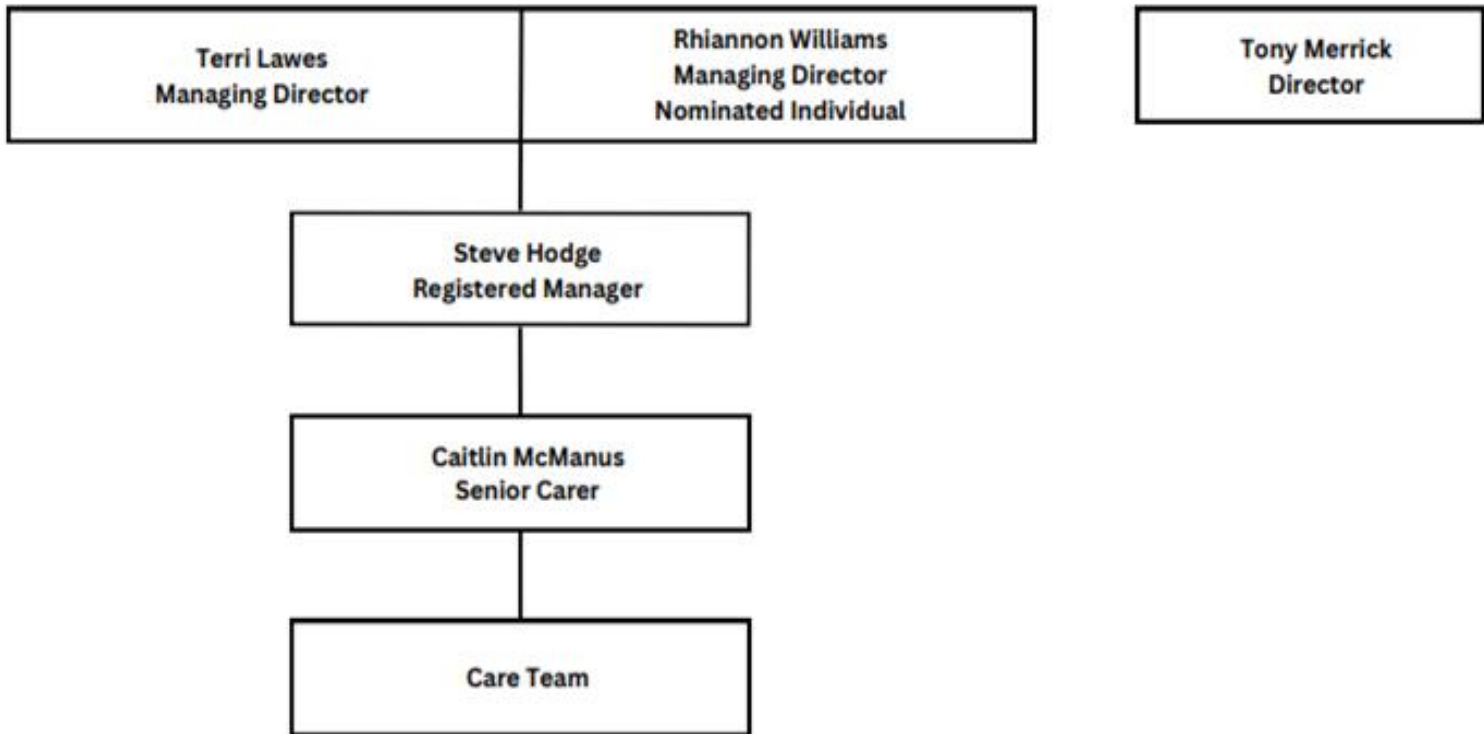 Terri Lawes
Managing Director
Rhiannon Williams
Managing Director
Nominated Individual
Tony Merrick
Director
Steve Hodge
Registered Manager
Caitlin McManus
Senior Carer
Care Team